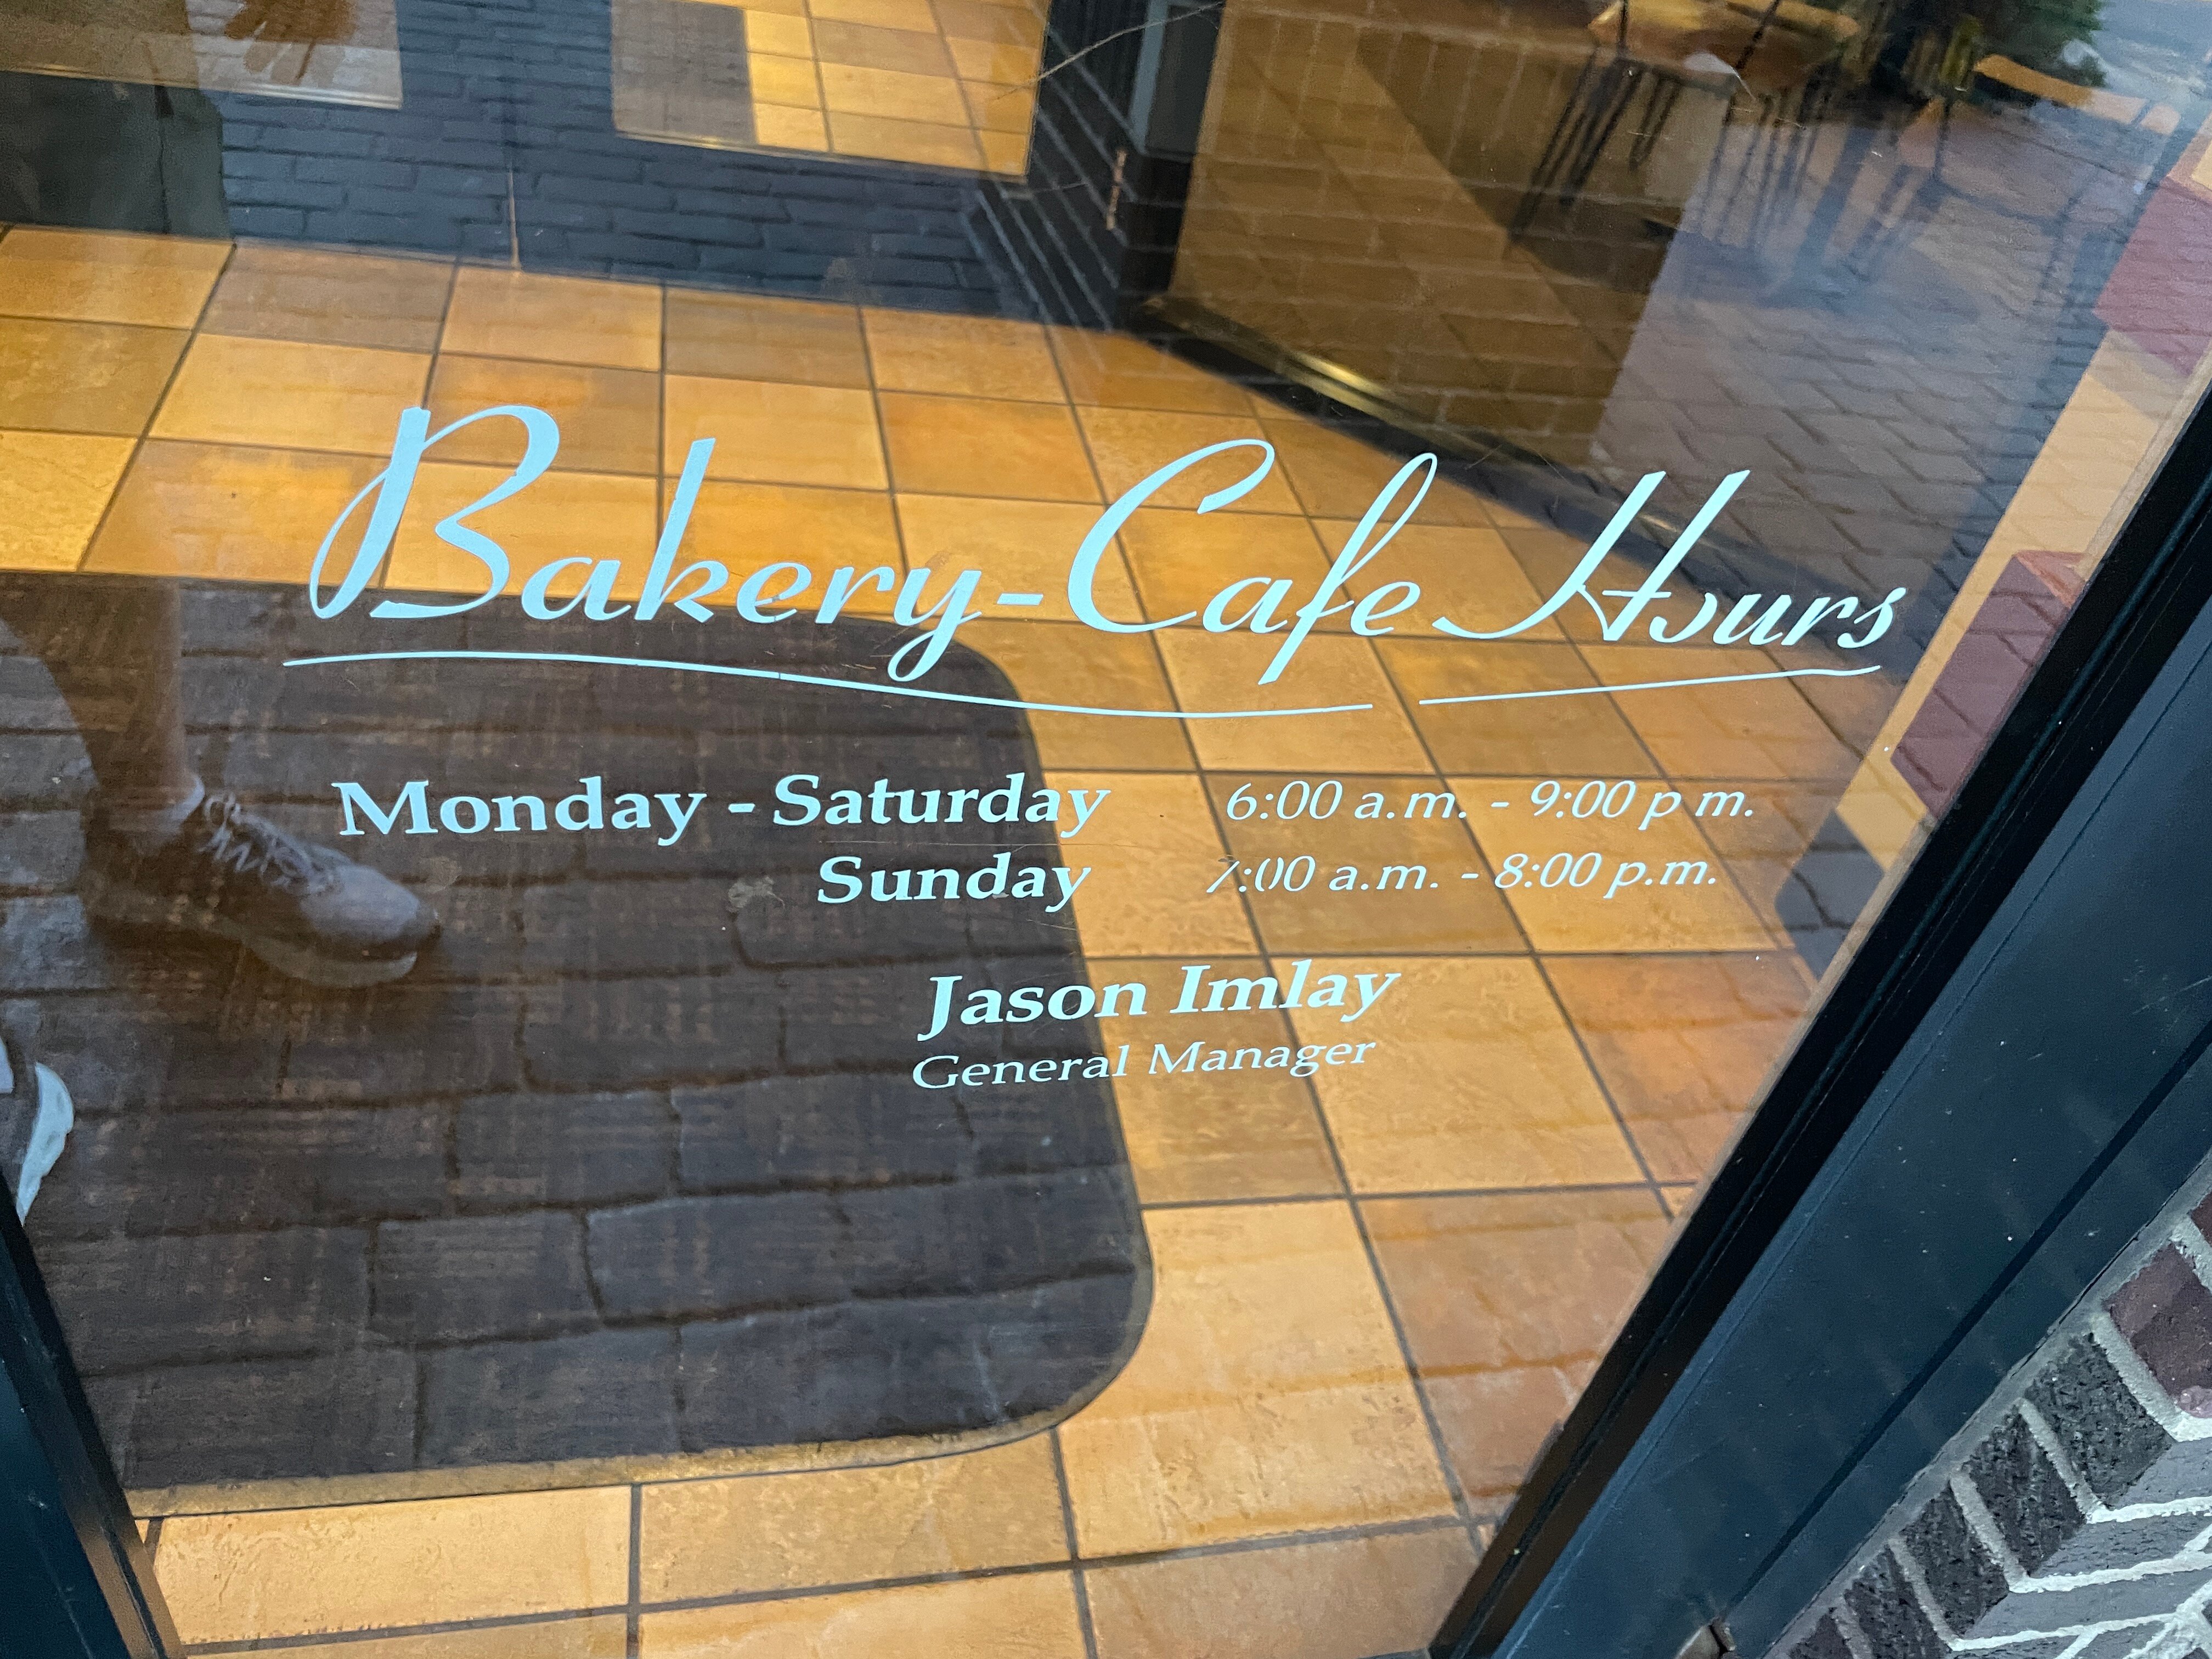 Bakery-Cafe Hours
Monday - Saturday 6:00 a.m. - 9:00 p m.
Sunday 7:00 a.m. - 8:00 p.m.
Jason Imlay
General Manager